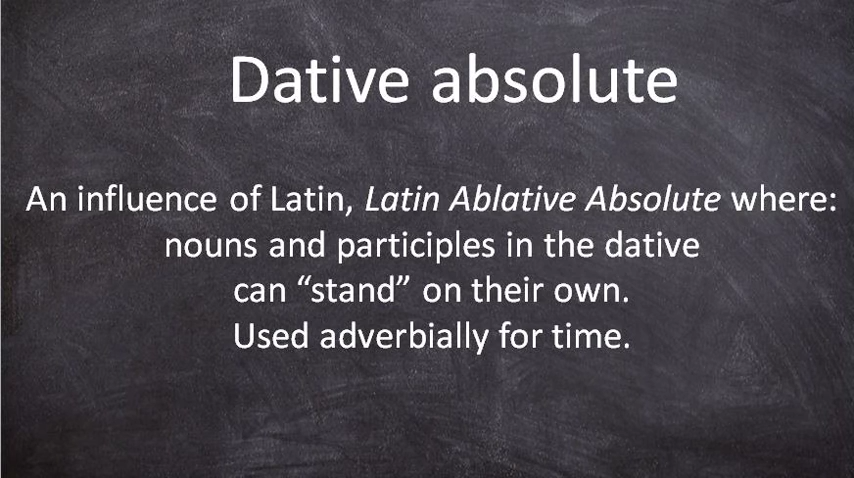 Dative absolute
An influence of Latin, Latin Ablative Absolute where:
nouns and participles in the dative
can “stand” on their own.
Used adverbially for time.